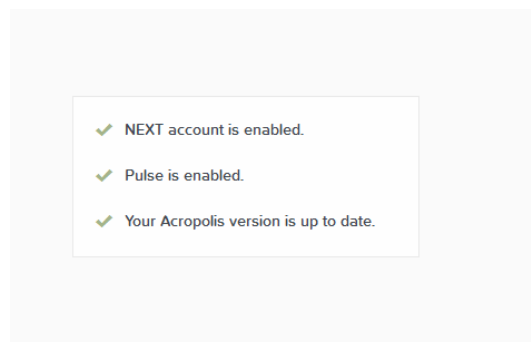 NEXT account is enabled.
Pulse is enabled.
Your Acropolis version is up to date.